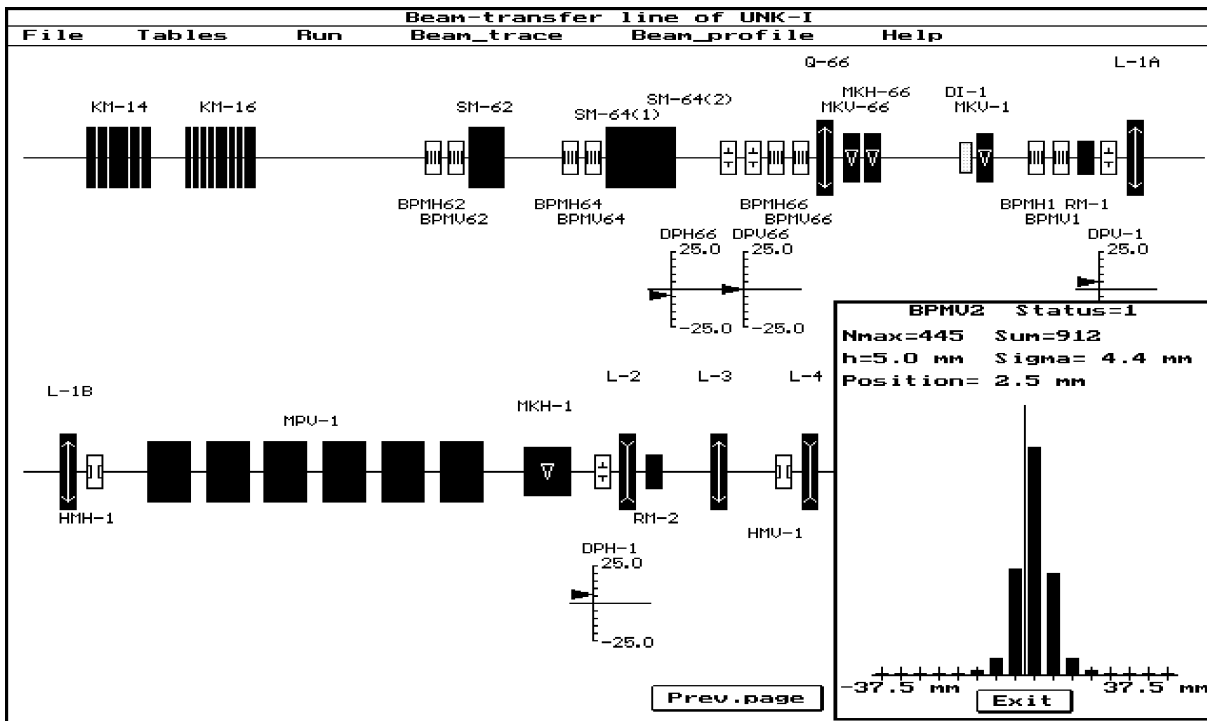 Beam-transfer line of UNK-I
File Tables Run Beam_trace Beam_profile Help
Q-66 L-1A
KM-14 KM-16 SM-62 SM-64(1) SM-64(2) MKV-66 MKH-66 DI-1 MKV-1
BPMH62 BPMH64 BPMH66 BPMH1 RM-1
BPMV62 BPMV64 BPMV66 BPMV1
DPH66 DPV66 DPV-1
25.0 25.0 25.0
-25.0 -25.0
BPMV2 Status=1
Nmax=445 Sum=912
h=5.0 mm Sigma= 4.4 mm
Position= 2.5 mm
L-1B L-2 L-3 L-4
MPV-1 MKH-1
HMH-1 RM-2 HMV-1
DPH-1
25.0
-25.0
-37.5 mm 37.5 mm
Prev.page Exit